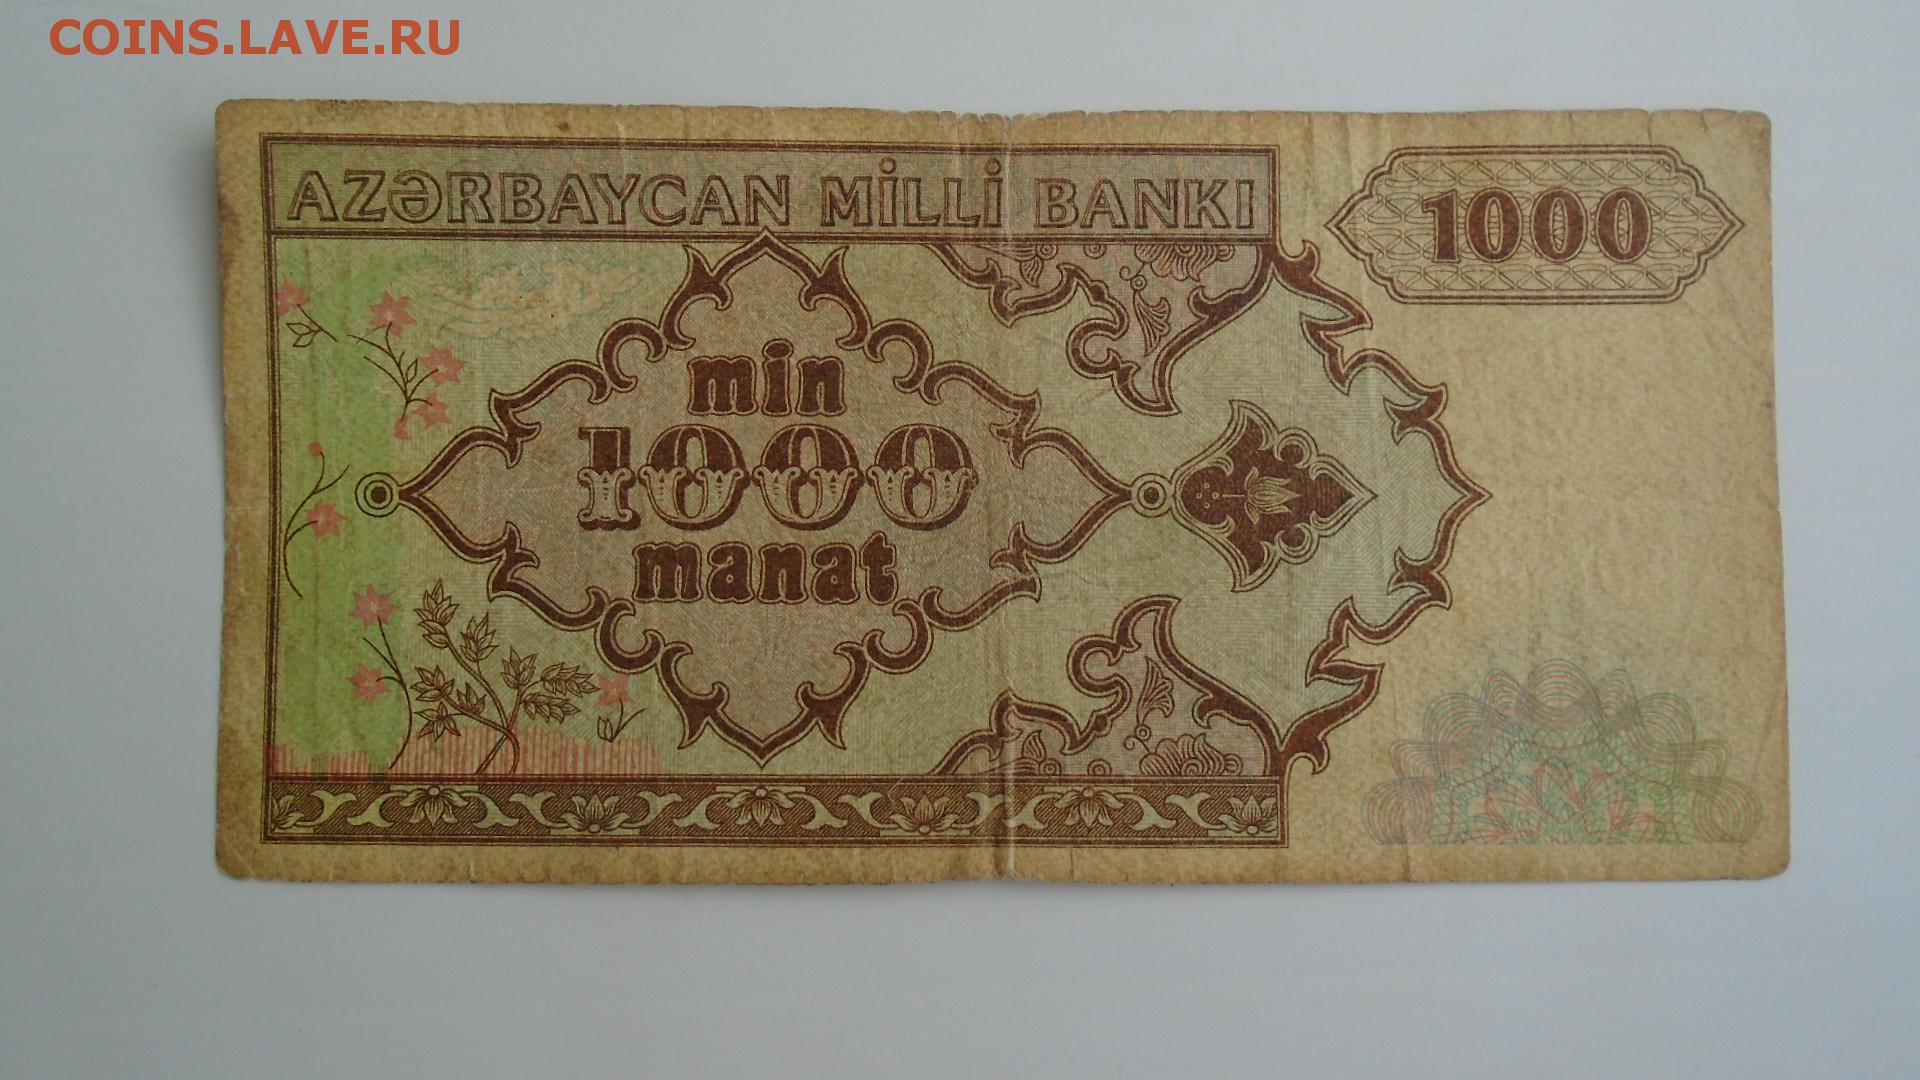 COINS.LAVE.RU
AZƏRBAYCAN MİLLİ BANKI
1000
min
1000
manat